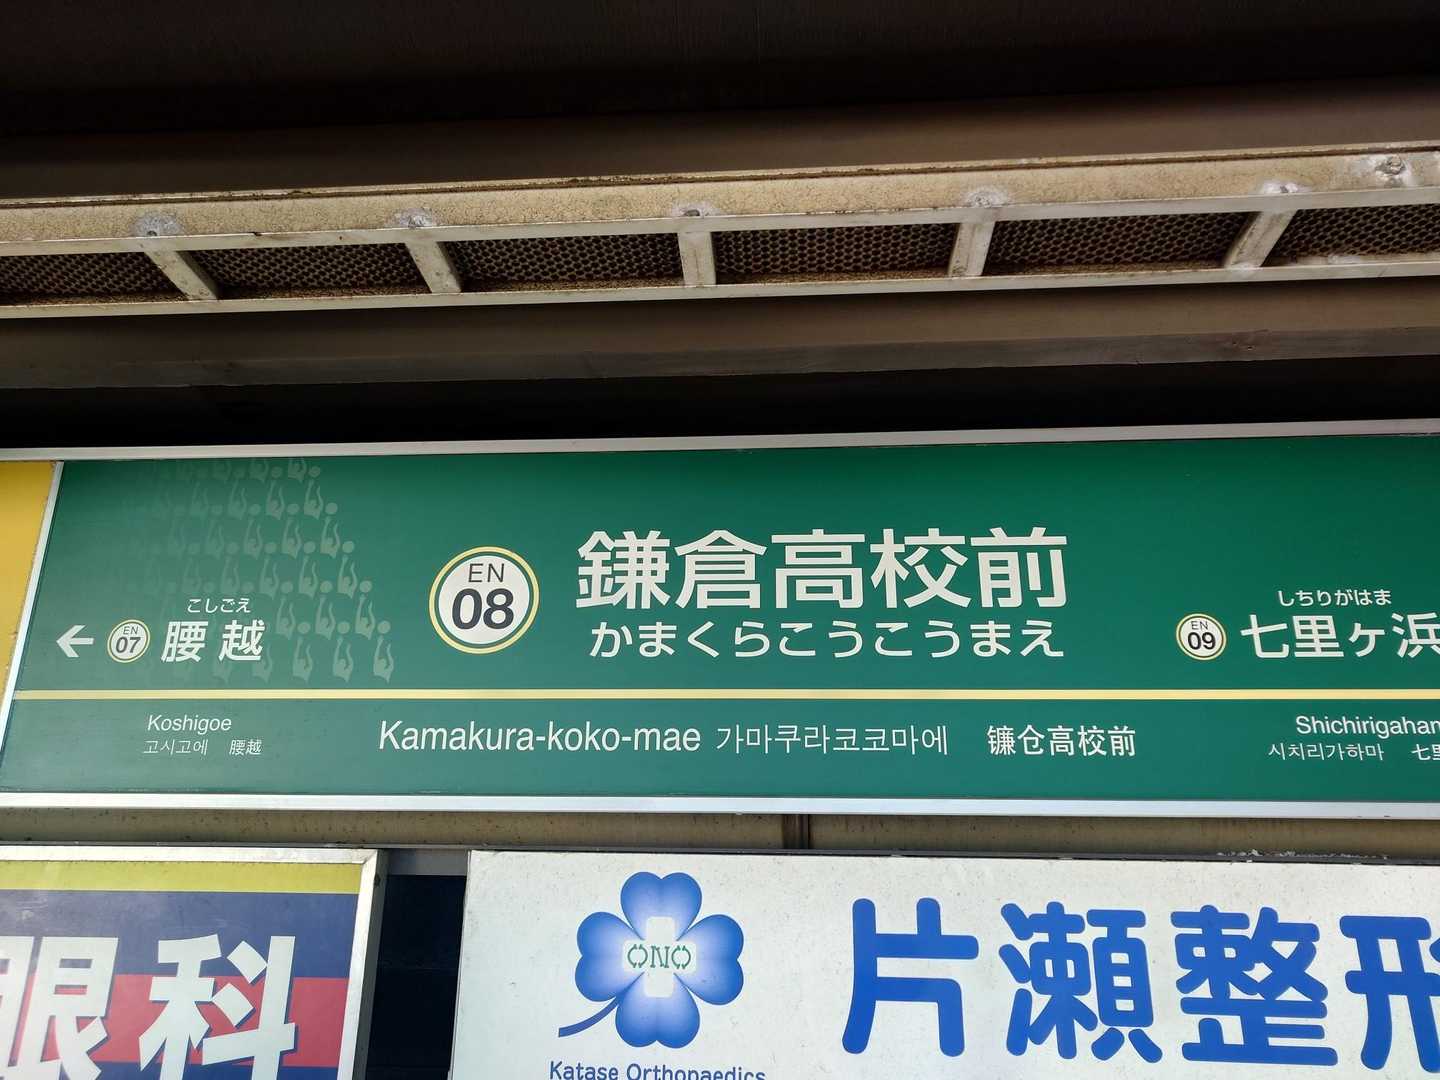 こしごえ
EN
07
腰越
Koshigoe
고시고에 腰越
EN
08
鎌倉高校前
かまくらこうこうまえ
Kamakura-koko-mae 가마쿠라코코마에 镰仓高校前
しちりがはま
EN
09
七里ヶ浜
Shichirigaham
시치리가하마 七里
眼科
ONO
Katase Orthopaedics
片瀬整形